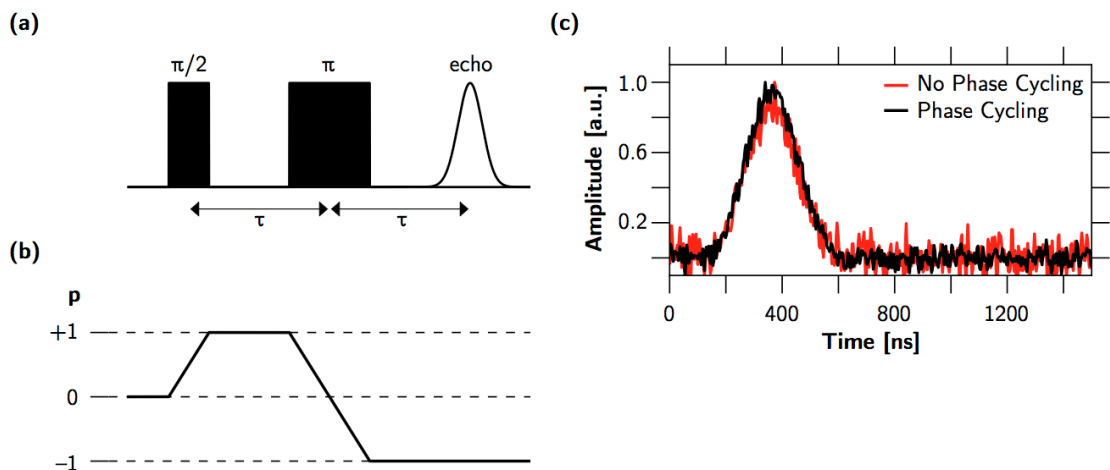 (a)
π/2 π echo
τ τ
(b)
p
+1
0
−1
(c)
No Phase Cycling
Phase Cycling
1.0
0.6
0.2
Amplitude [a.u.]
0 400 800 1200
Time [ns]